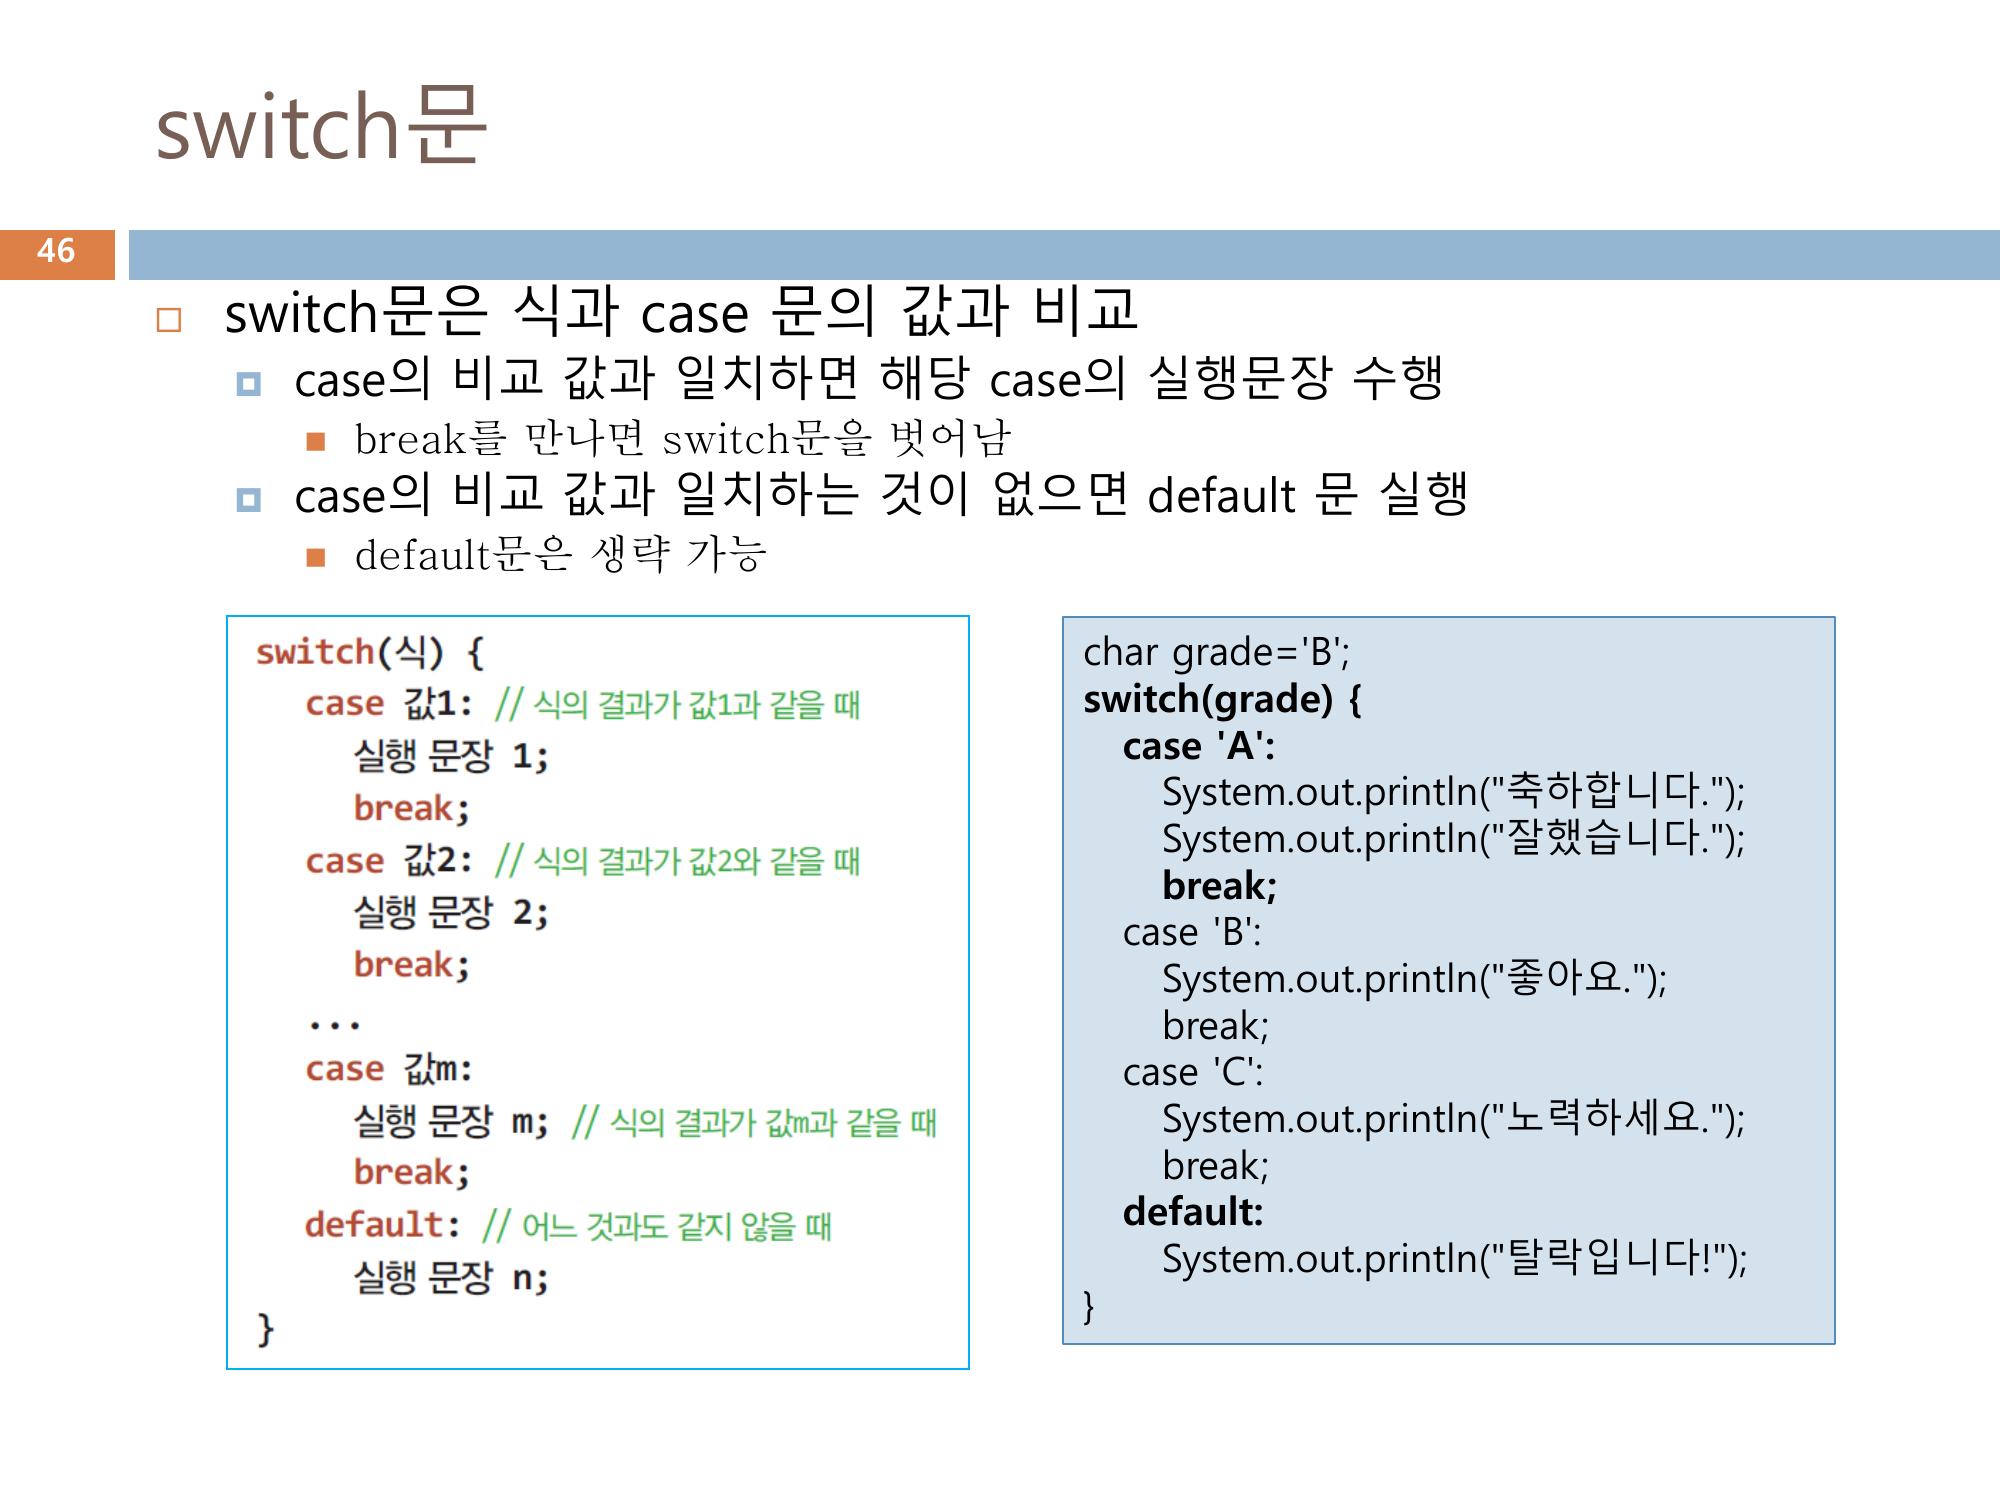 switch문
46
switch문은 식과 case 문의 값과 비교
case의 비교 값과 일치하면 해당 case의 실행문장 수행
break를 만나면 switch문을 벗어남
case의 비교 값과 일치하는 것이 없으면 default 문 실행
default문은 생략 가능
switch(식) {
case 값1: // 식의 결과가 값1과 같을 때
실행 문장 1;
break;
case 값2: // 식의 결과가 값2와 같을 때
실행 문장 2;
break;
...
case 값m:
실행 문장 m; // 식의 결과가 값m과 같을 때
break;
default: // 어느 것과도 같지 않을 때
실행 문장 n;
}
char grade='B';
switch(grade) {
case 'A':
System.out.println("축하합니다.");
System.out.println("잘했습니다.");
break;
case 'B':
System.out.println("좋아요.");
break;
case 'C':
System.out.println("노력하세요.");
break;
default:
System.out.println("탈락입니다!");
}